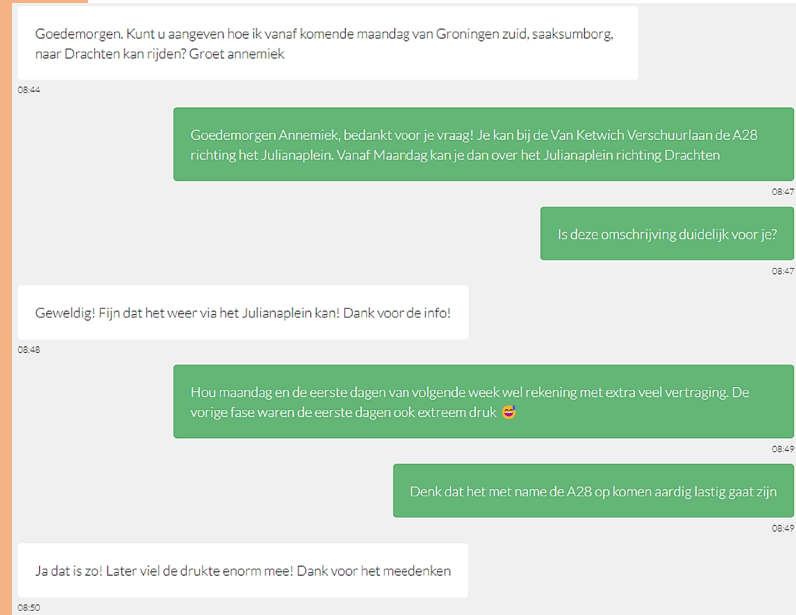 Goedemorgen. Kunt u aangeven hoe ik vanaf komende maandag van Groningen zuid, saaksumborg,
naar Drachten kan rijden? Groet annemiek
08:44
Goedemorgen Annemiek, bedankt voor je vraag! Je kan bij de Van Ketwich Verschuurlaan de A28
richting het Julianaplein. Vanaf Maandag kan je dan over het Julianaplein richting Drachten
08:47
Is deze omschrijving duidelijk voor je?
08:47
Geweldig! Fijn dat het weer via het Julianaplein kan! Dank voor de info!
08:48
Hou maandag en de eerste dagen van volgende week wel rekening met extra veel vertraging. De
vorige fase waren de eerste dagen ook extreem druk 😅
08:49
Denk dat het met name de A28 op komen aardig lastig gaat zijn
08:49
Ja dat is zo! Later viel de drukte enorm mee! Dank voor het meedenken
08:50